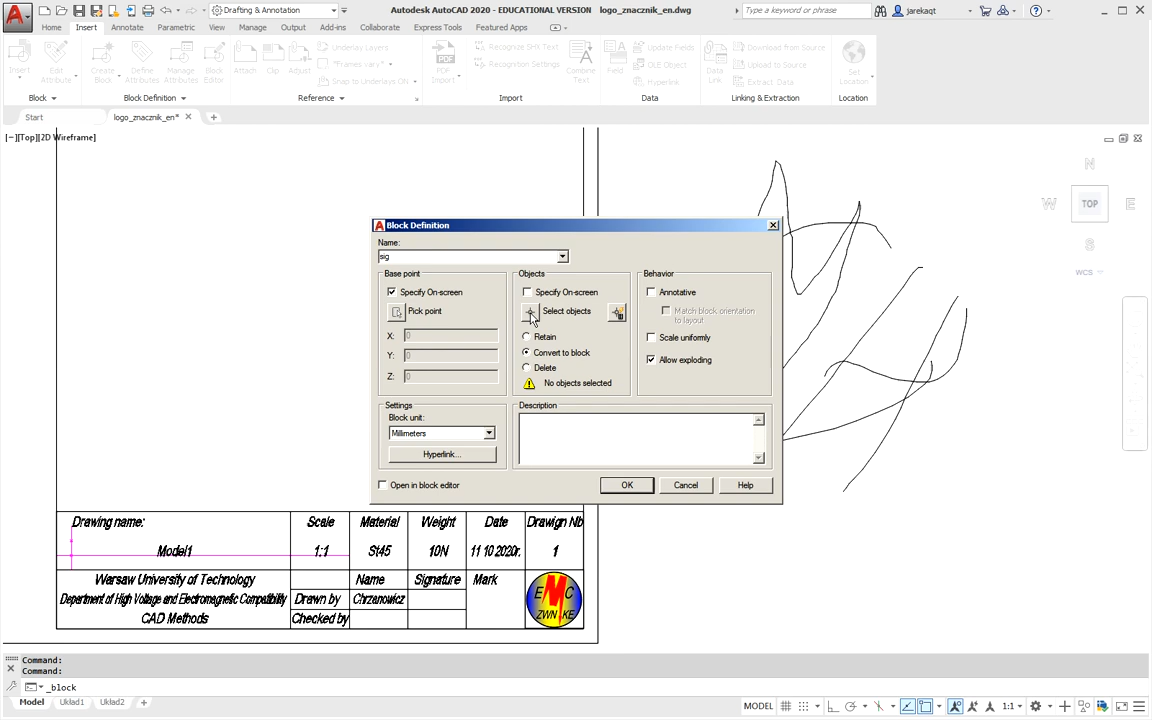 Drafting & Annotation
Autodesk AutoCAD 2020 - EDUCATIONAL VERSION logo_znacznik_en.dwg
Type a keyword or phrase
jarekaqt
Home Insert Annotate Parametric View Manage Output Add-ins Collaborate Express Tools Featured Apps
Insert
Edit Attribute
Create Block
Define Attributes
Manage Attributes
Block Editor
Attach
Clip
Adjust
Underlay Layers
*Frames vary*
Snap to Underlays ON
PDF Import
Recognize SHX Text
Recognition Settings
Combine Text
Field
Update Fields
OLE Object
Hyperlink
Data Link
Download from Source
Upload to Source
Extract Data
Set Location
Block Block Definition Reference Import Data Linking & Extraction Location
Start logo_znacznik_en*
[−][Top][2D Wireframe]
N
W TOP E
S
WCS
Block Definition
Name:
sig
Base point
Specify On-screen
Pick point
X: 0
Y: 0
Z: 0
Objects
Specify On-screen
Select objects
Retain
Convert to block
Delete
No objects selected
Behavior
Annotative
Match block orientation
to layout
Scale uniformly
Allow exploding
Settings
Block unit:
Millimeters
Hyperlink...
Description
Open in block editor
OK Cancel Help
Drawing name: Scale Material Weight Date Drawign Nb
Model1 1:1 St45 10N 11 10 2020r. 1
Warsaw University of Technology Name Signature Mark
Department of High Voltage and Electromagnetic Compatibility Drawn by Chrzanowicz
CAD Methods Checked by
E M C
ZWN KE
Command:
Command:
_block
Model Układ1 Układ2
MODEL 1:1